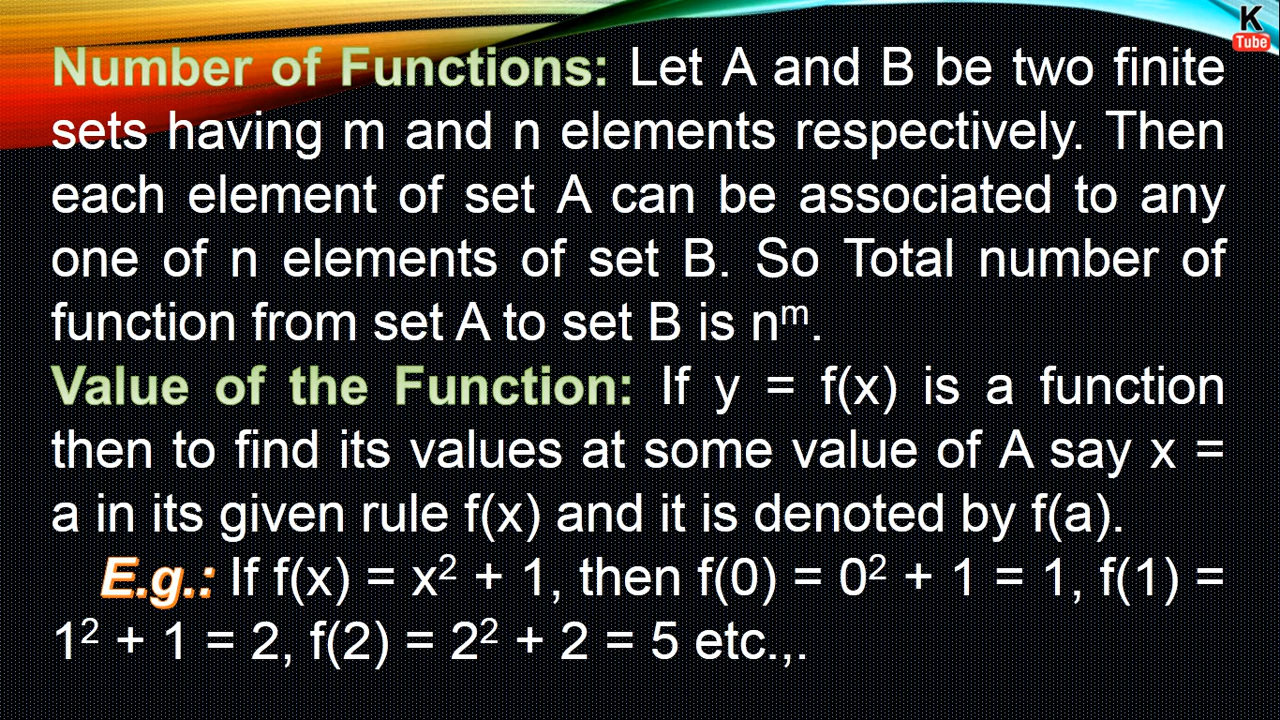 K
Tube
Number of Functions: Let A and B be two finite
sets having m and n elements respectively. Then
each element of set A can be associated to any
one of n elements of set B. So Total number of
function from set A to set B is nᵐ.
Value of the Function: If y = f(x) is a function
then to find its values at some value of A say x =
a in its given rule f(x) and it is denoted by f(a).
E.g.: If f(x) = x² + 1, then f(0) = 0² + 1 = 1, f(1) =
1² + 1 = 2, f(2) = 2² + 2 = 5 etc.,.